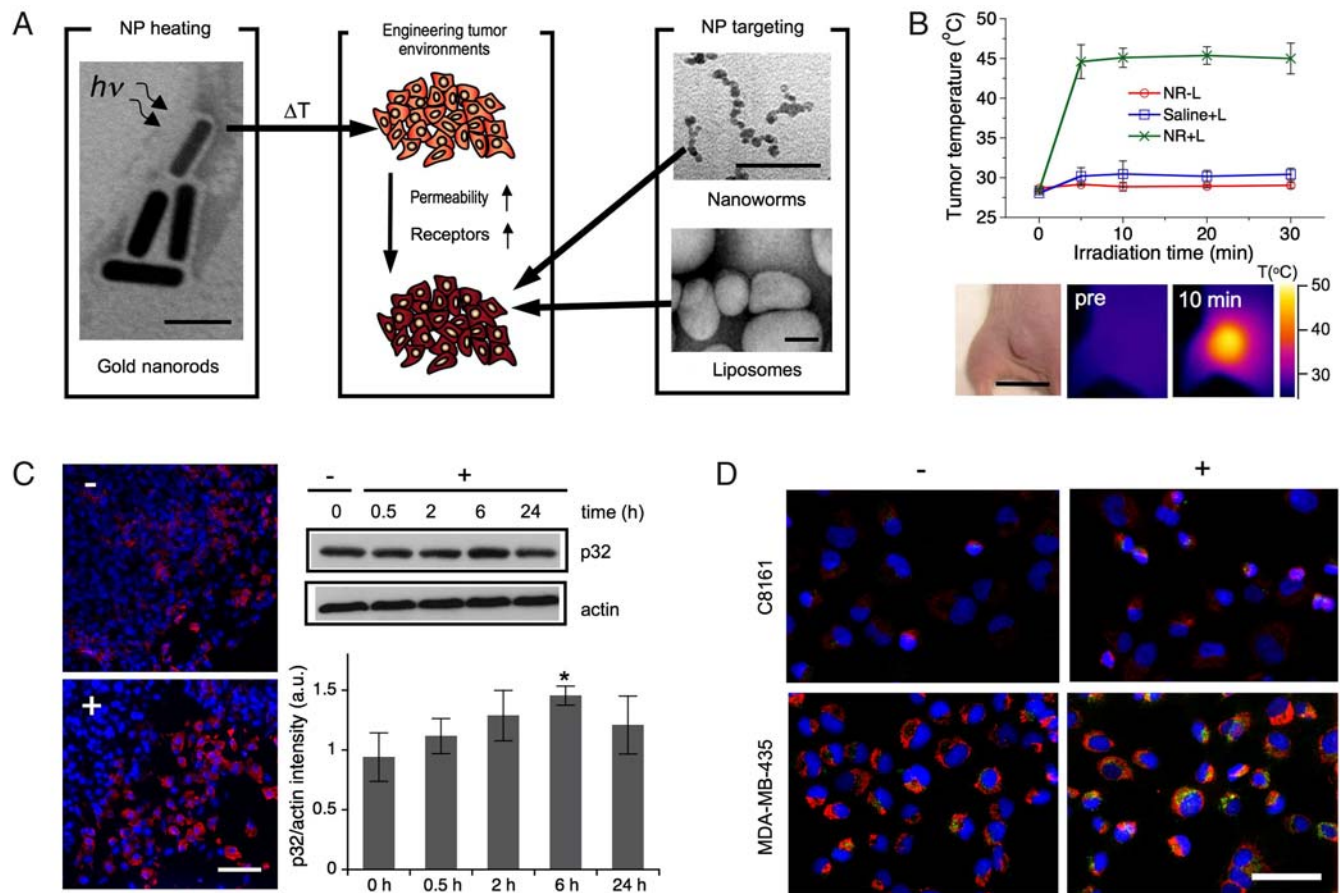 A
NP heating
hν
Gold nanorods
ΔT
Engineering tumor
environments
Permeability ↑
Receptors ↑
NP targeting
Nanoworms
Liposomes
B
Tumor temperature (°C)
45
40
35
30
25
NR-L
Saline+L
NR+L
0
10
20
30
Irradiation time (min)
pre
10 min
T(°C)
50
40
30
C
-
+
- +
0 0.5 2 6 24 time (h)
p32
actin
p32/actin intensity (a.u.)
1.5
1
0.5
0
*
0 h 0.5 h 2 h 6 h 24 h
D
- +
C8161
MDA-MB-435